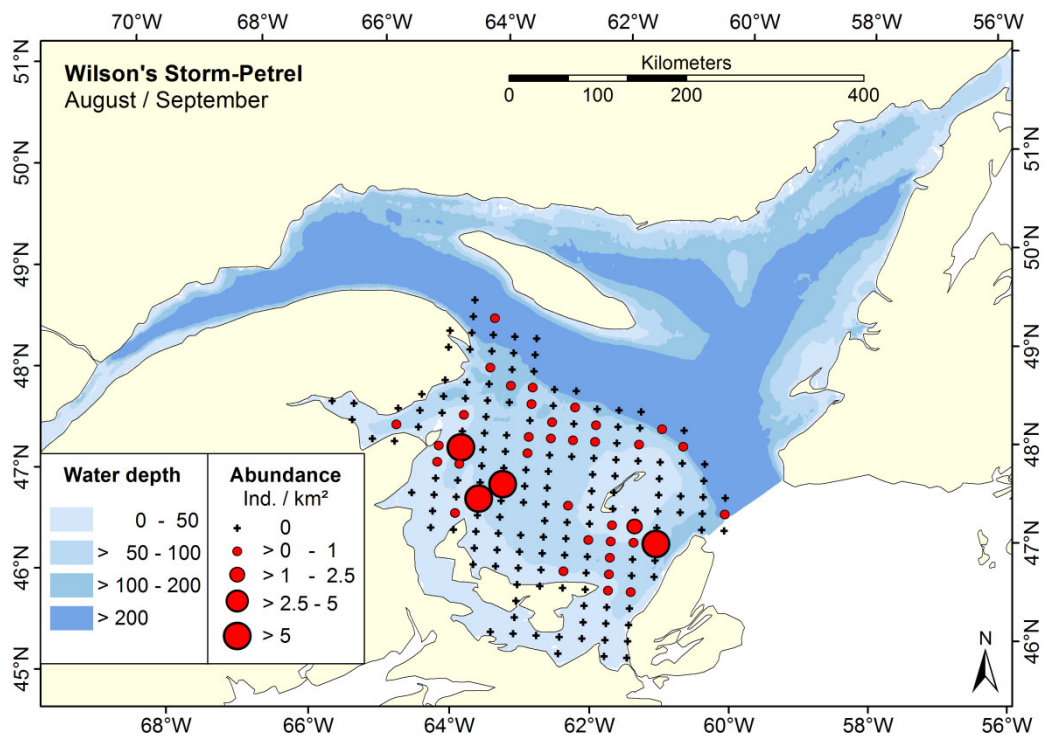 70°W 68°W 66°W 64°W 62°W 60°W 58°W 56°W
Wilson's Storm-Petrel
August / September
Kilometers
0 100 200 400
51°N
50°N
49°N
48°N
47°N
46°N
45°N
51°N
50°N
49°N
48°N
47°N
46°N
Water depth
0 - 50
> 50 - 100
> 100 - 200
> 200
Abundance
Ind. / km²
0
> 0 - 1
> 1 - 2.5
> 2.5 - 5
> 5
N
68°W 66°W 64°W 62°W 60°W 58°W 56°W